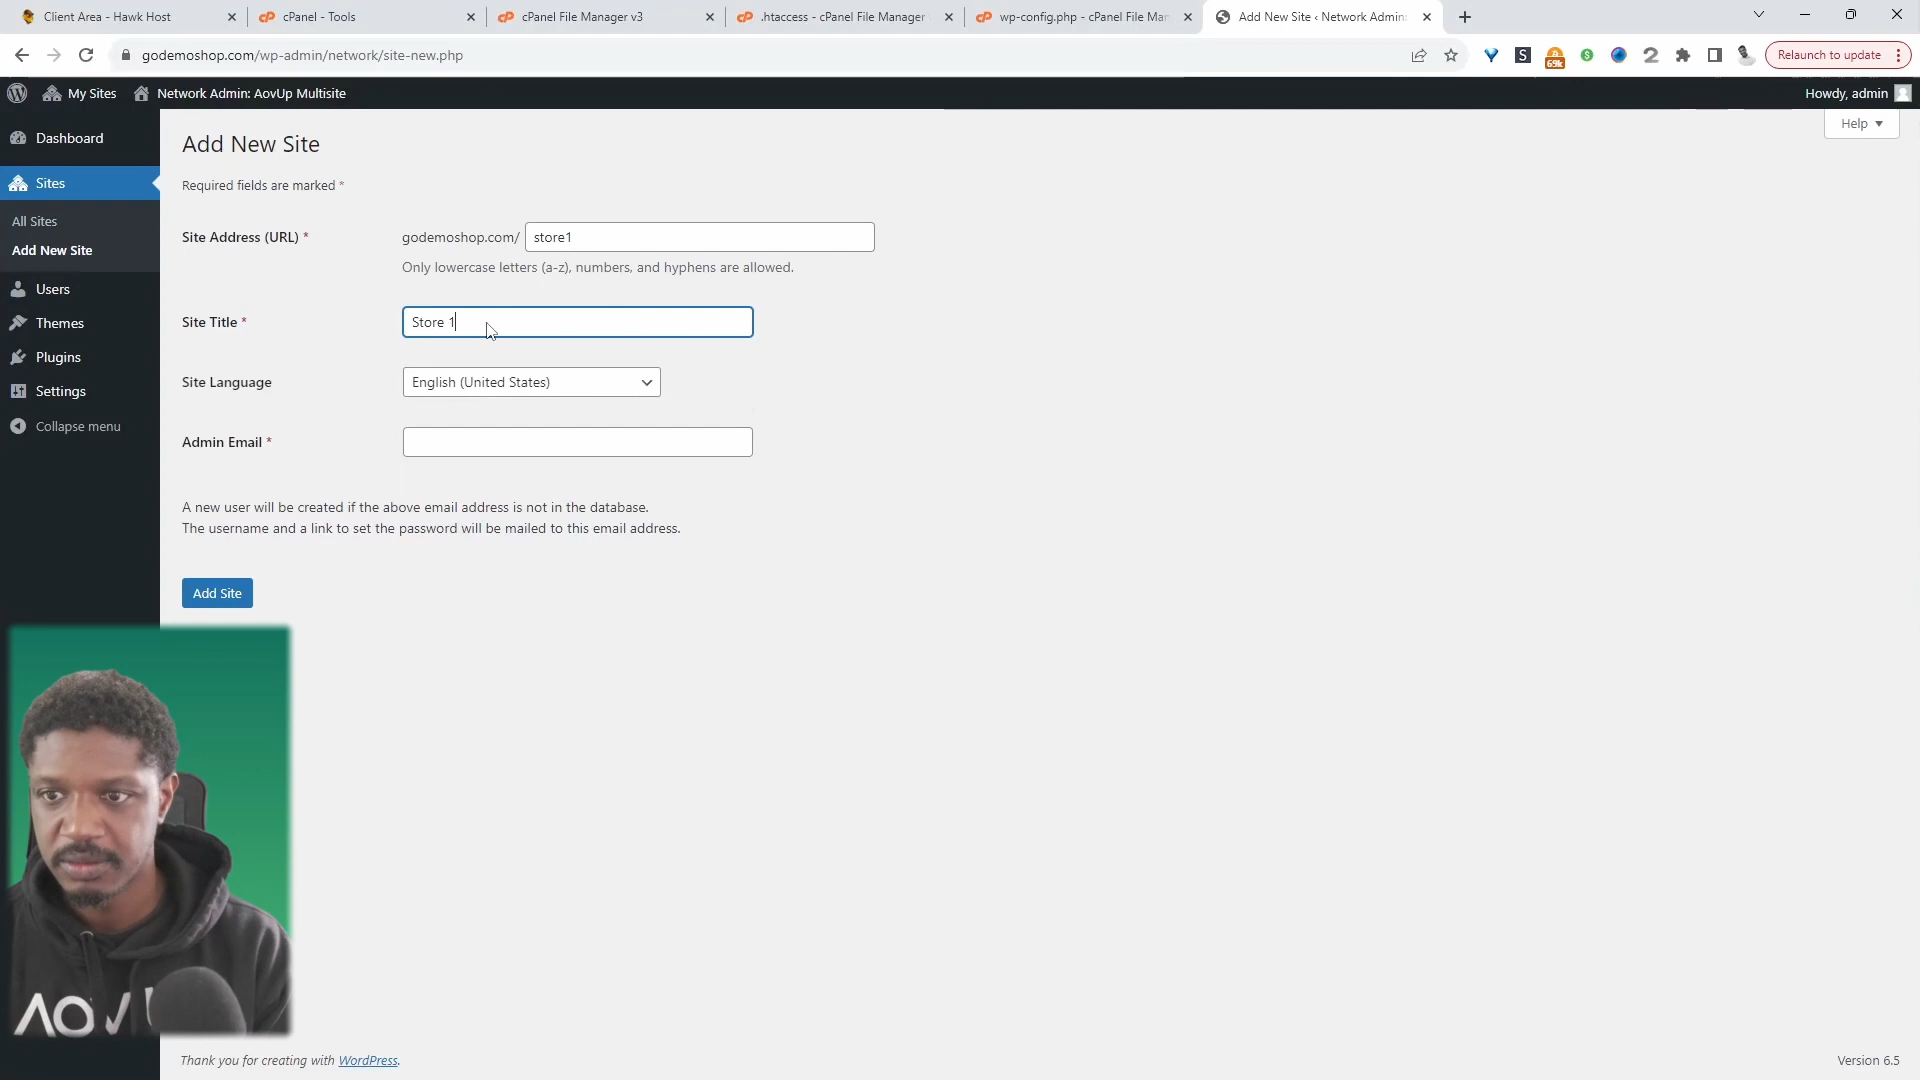 Client Area - Hawk Host
cPanel - Tools
cPanel File Manager v3
.htaccess - cPanel File Manager
wp-config.php - cPanel File Man
Add New Site ‹ Network Admin:
godemoshop.com/wp-admin/network/site-new.php
S
69k
2
Relaunch to update
My Sites
Network Admin: AovUp Multisite
Howdy, admin
Dashboard
Sites
All Sites
Add New Site
Users
Themes
Plugins
Settings
Collapse menu
Help
Add New Site
Required fields are marked *
Site Address (URL) *
godemoshop.com/
store1
Only lowercase letters (a-z), numbers, and hyphens are allowed.
Site Title *
Store 1
Site Language
English (United States)
Admin Email *
A new user will be created if the above email address is not in the database.
The username and a link to set the password will be mailed to this email address.
Add Site
Thank you for creating with WordPress.
Version 6.5